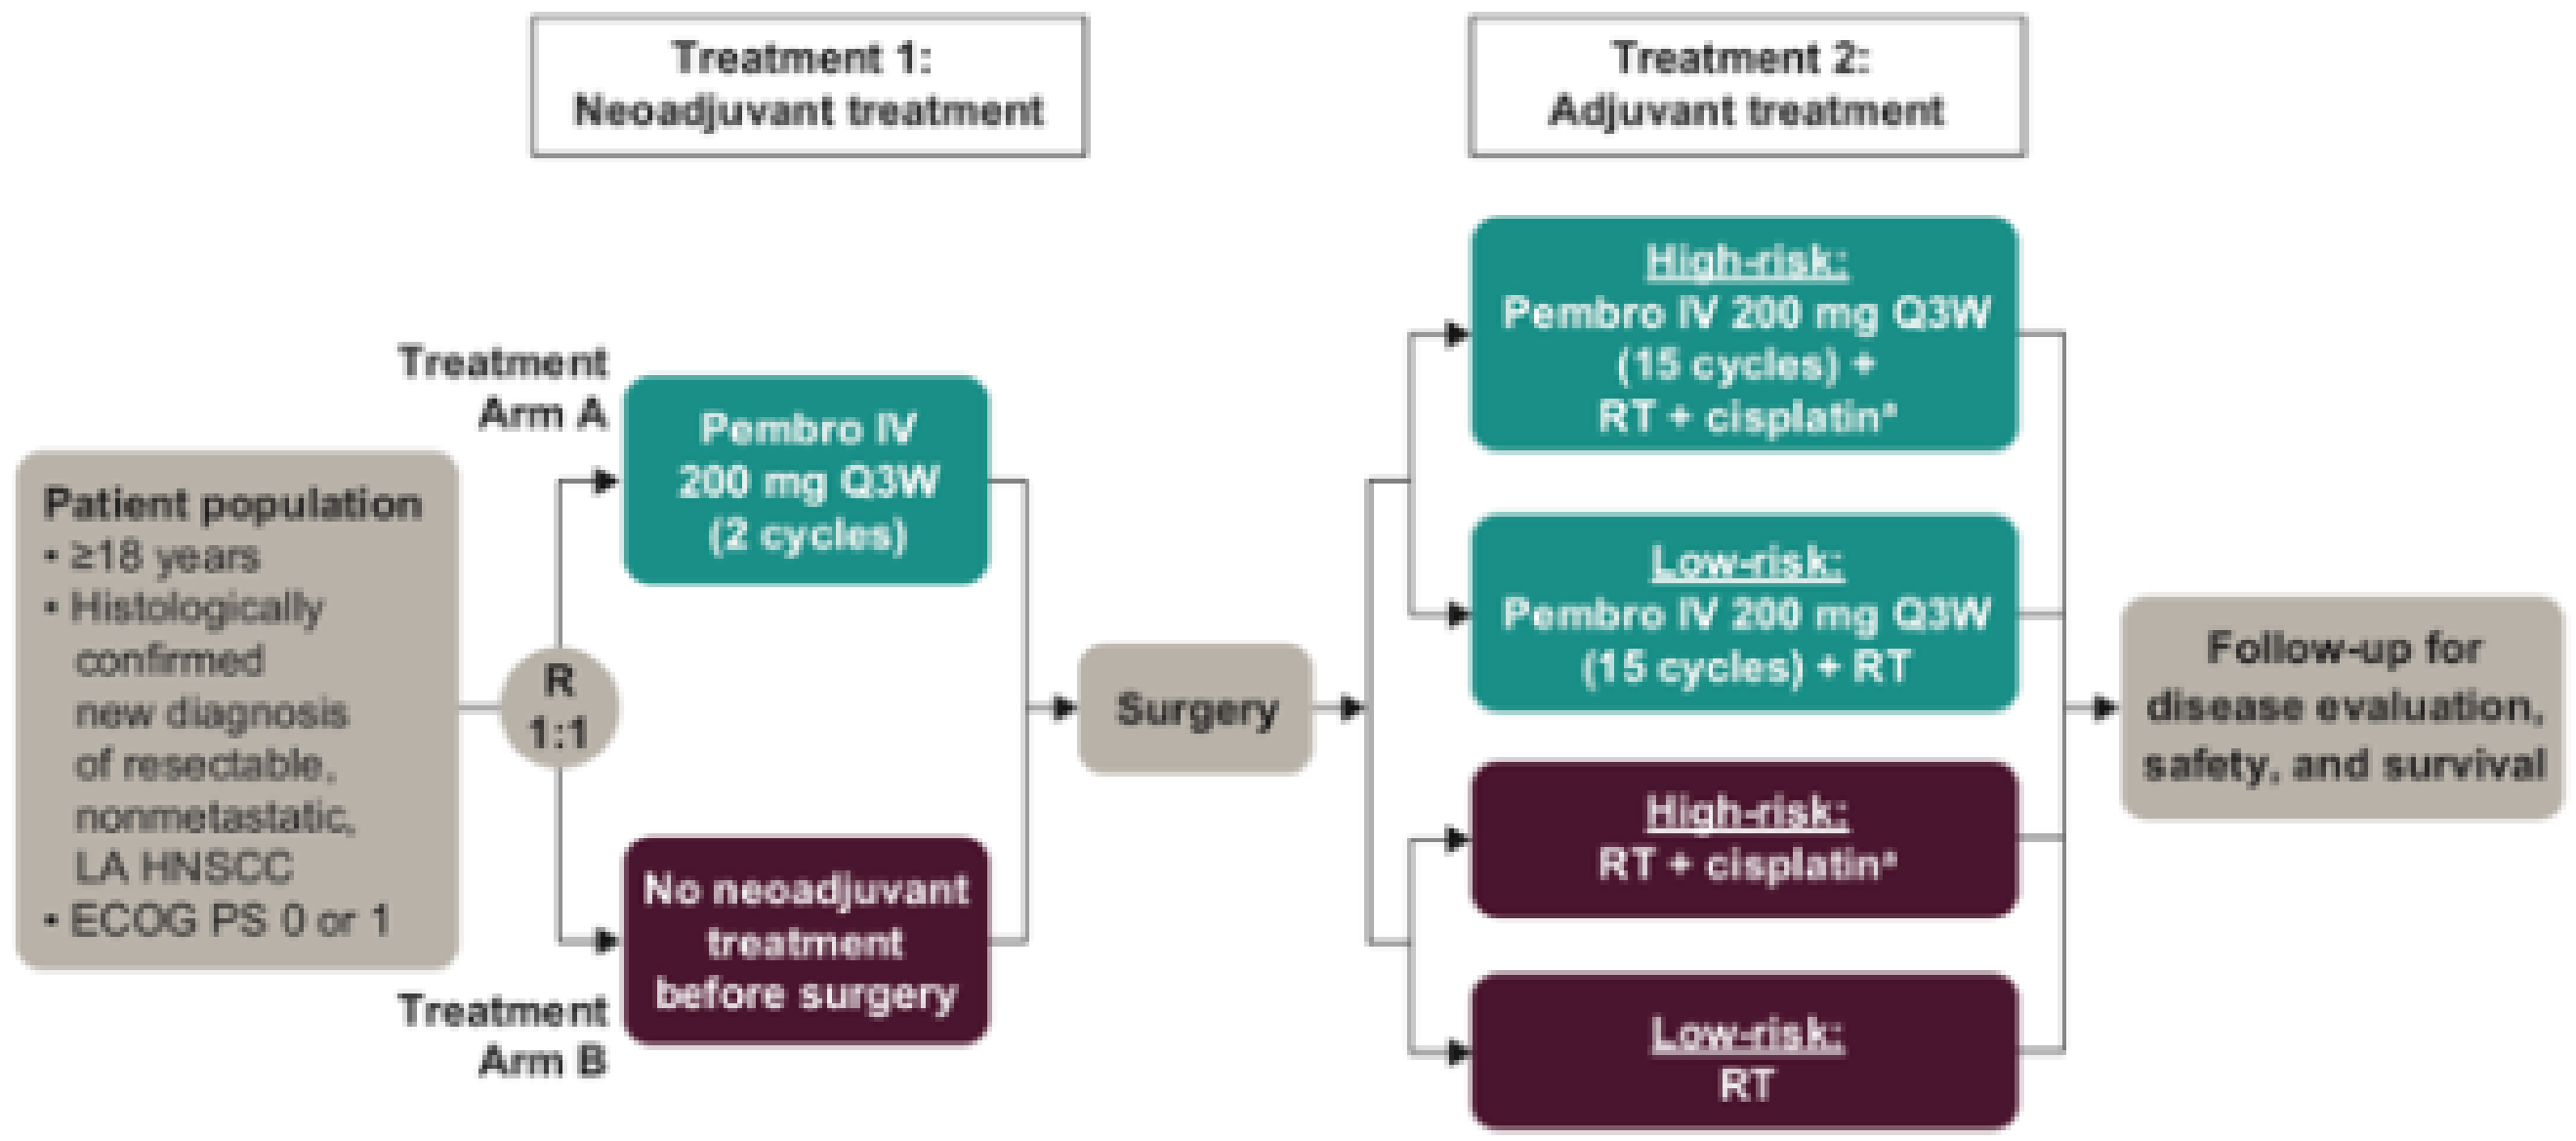 Treatment 1:
Neoadjuvant treatment
Treatment 2:
Adjuvant treatment
Patient population
• ≥18 years
• Histologically
confirmed
new diagnosis
of resectable,
nonmetastatic,
LA HNSCC
• ECOG PS 0 or 1
R
1:1
Treatment
Arm A
Pembro IV
200 mg Q3W
(2 cycles)
Treatment
Arm B
No neoadjuvant
treatment
before surgery
Surgery
High-risk:
Pembro IV 200 mg Q3W
(15 cycles) +
RT + cisplatinᵃ
Low-risk:
Pembro IV 200 mg Q3W
(15 cycles) + RT
High-risk:
RT + cisplatinᵃ
Low-risk:
RT
Follow-up for
disease evaluation,
safety, and survival